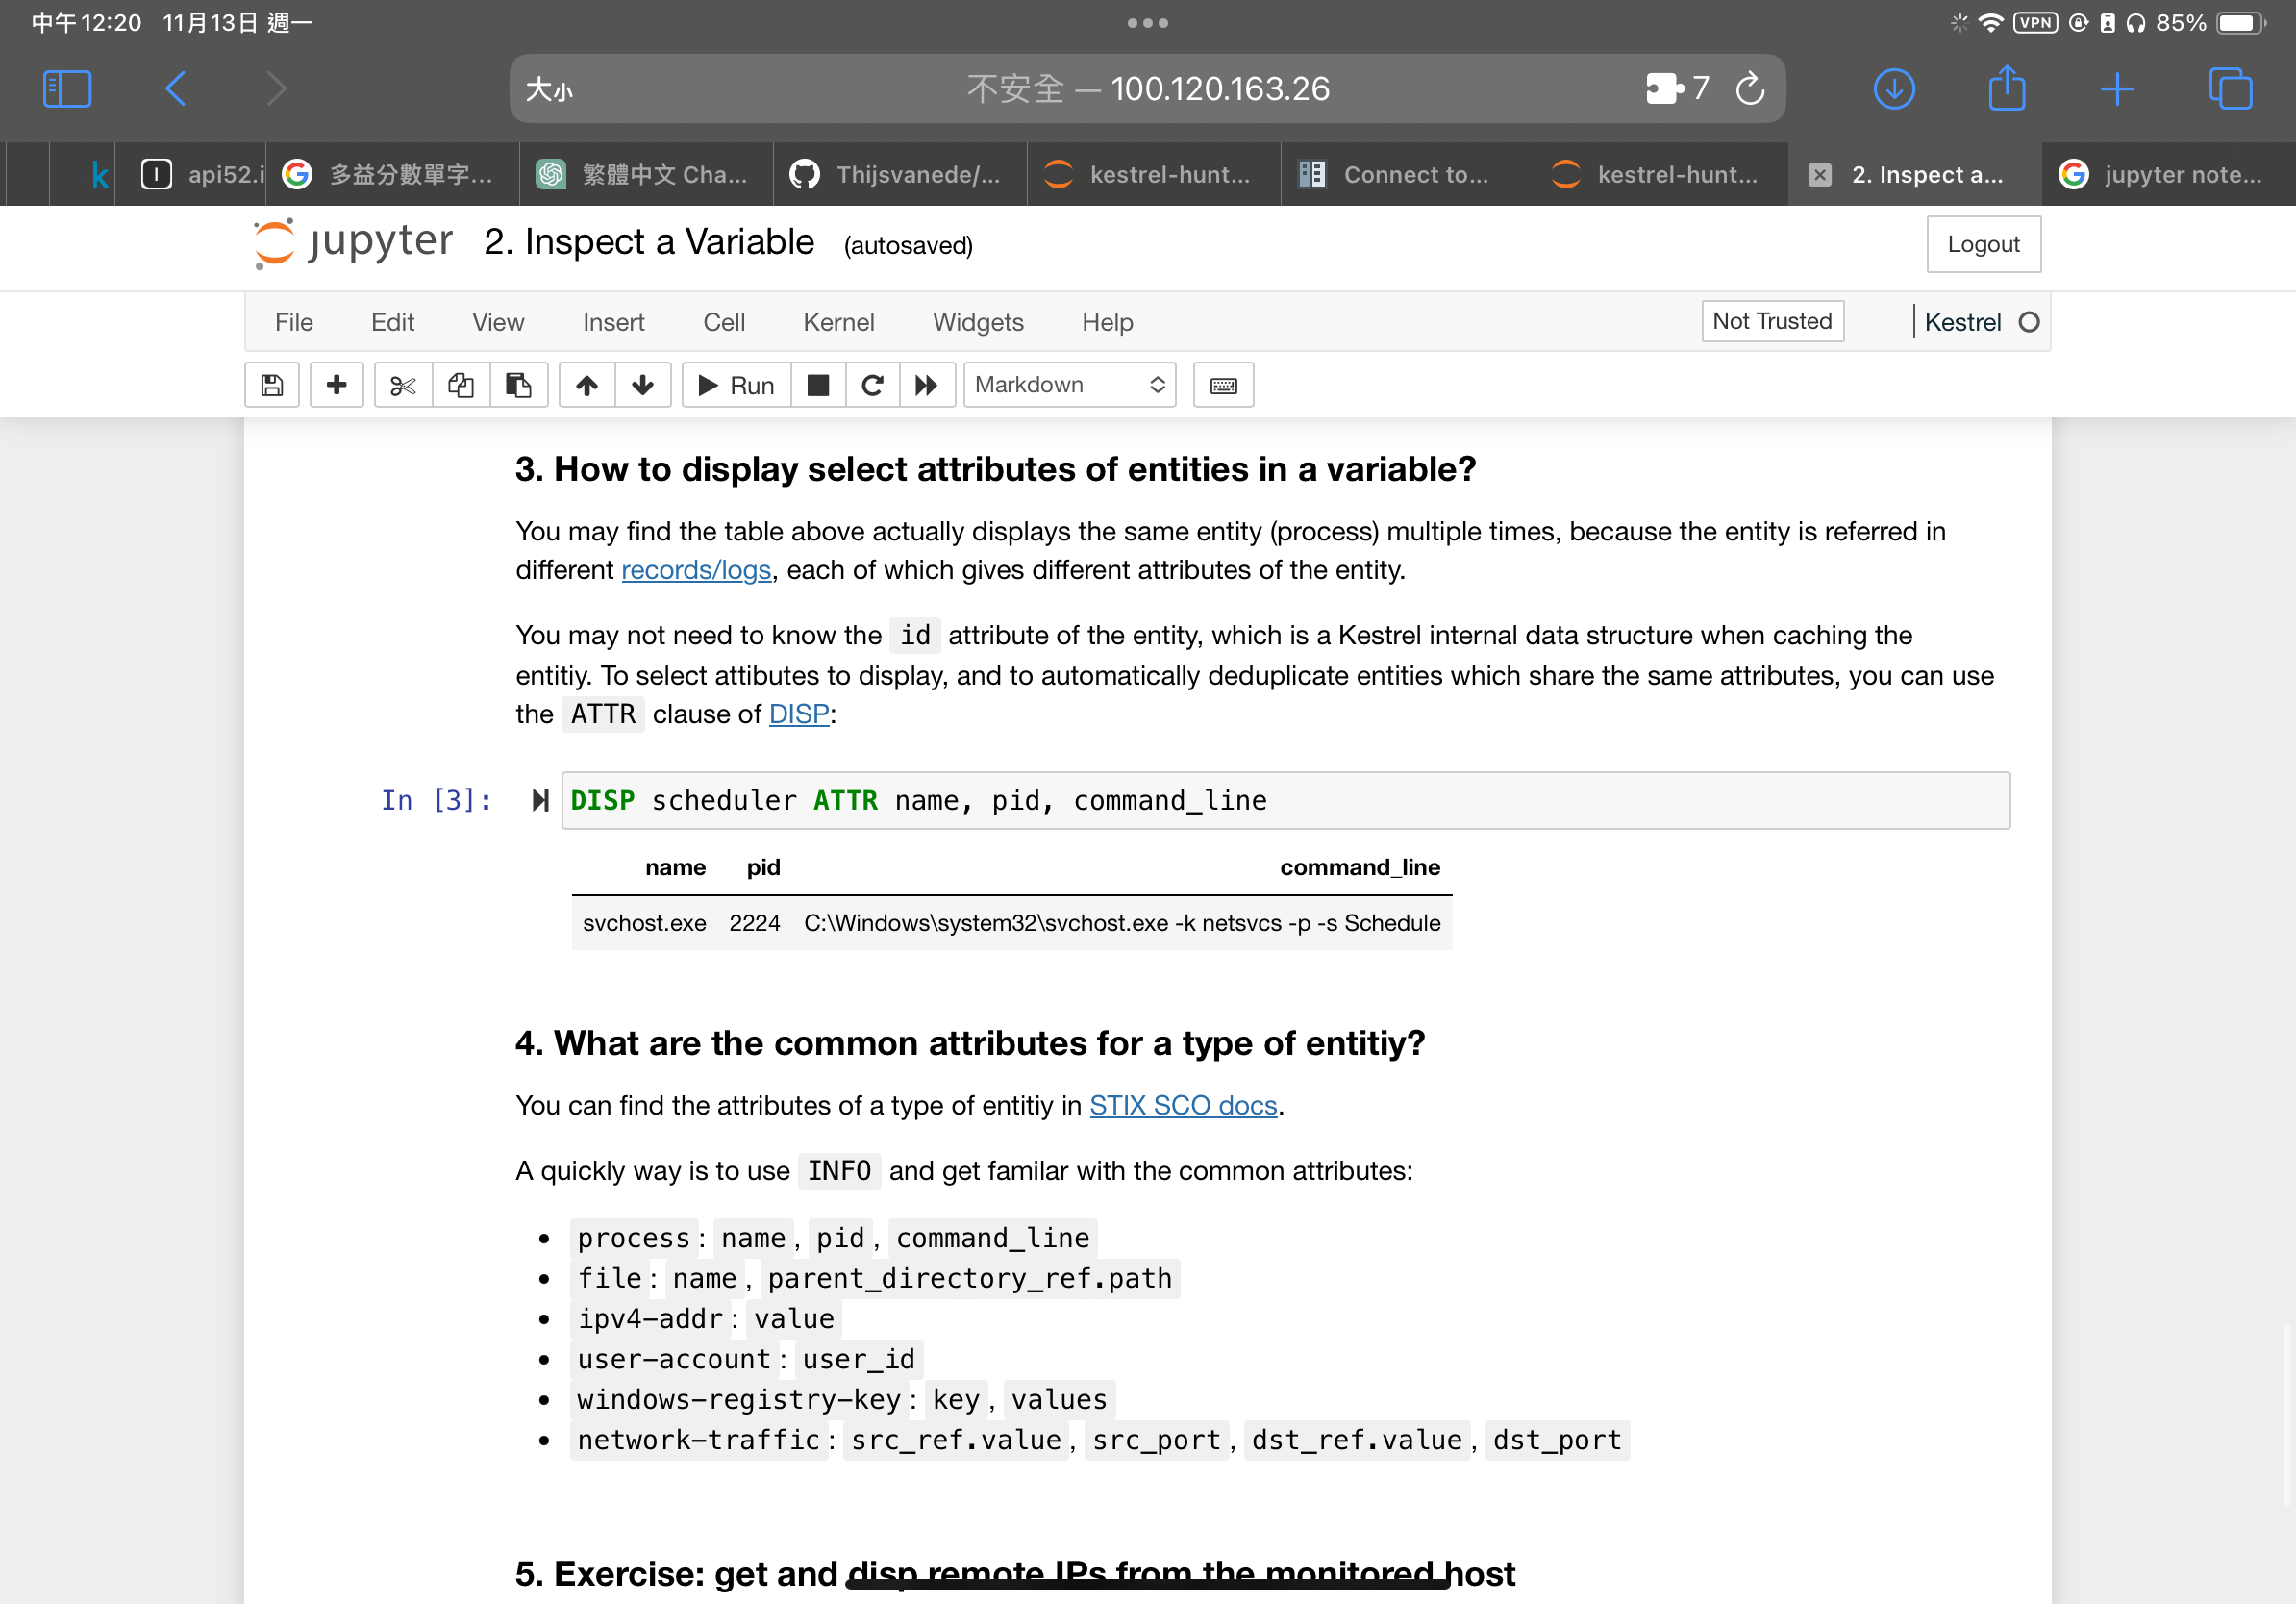 中午12:20 11月13日 週一
VPN 85%
大小 不安全 — 100.120.163.26 7
k api52.i 多益分數單字... 繁體中文 Cha... Thijsvanede/... kestrel-hunt... Connect to... kestrel-hunt... 2. Inspect a... jupyter note...
jupyter 2. Inspect a Variable (autosaved) Logout
File Edit View Insert Cell Kernel Widgets Help Not Trusted Kestrel
Run Markdown
3. How to display select attributes of entities in a variable?
You may find the table above actually displays the same entity (process) multiple times, because the entity is referred in
different records/logs, each of which gives different attributes of the entity.
You may not need to know the id attribute of the entity, which is a Kestrel internal data structure when caching the
entitiy. To select attibutes to display, and to automatically deduplicate entities which share the same attributes, you can use
the ATTR clause of DISP:
In [3]: DISP scheduler ATTR name, pid, command_line
name pid command_line
svchost.exe 2224 C:\Windows\system32\svchost.exe -k netsvcs -p -s Schedule
4. What are the common attributes for a type of entitiy?
You can find the attributes of a type of entitiy in STIX SCO docs.
A quickly way is to use INFO and get familar with the common attributes:
• process: name, pid, command_line
• file: name, parent_directory_ref.path
• ipv4-addr: value
• user-account: user_id
• windows-registry-key: key, values
• network-traffic: src_ref.value, src_port, dst_ref.value, dst_port
5. Exercise: get and disp remote IPs from the monitored host